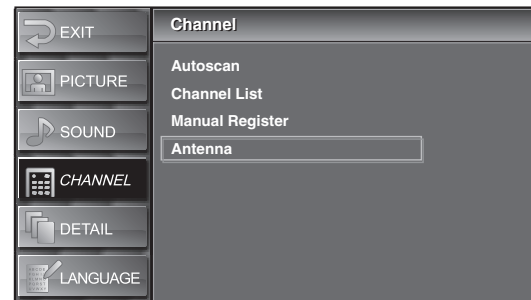 EXIT
PICTURE
SOUND
CHANNEL
DETAIL
LANGUAGE
Channel
Autoscan
Channel List
Manual Register
Antenna